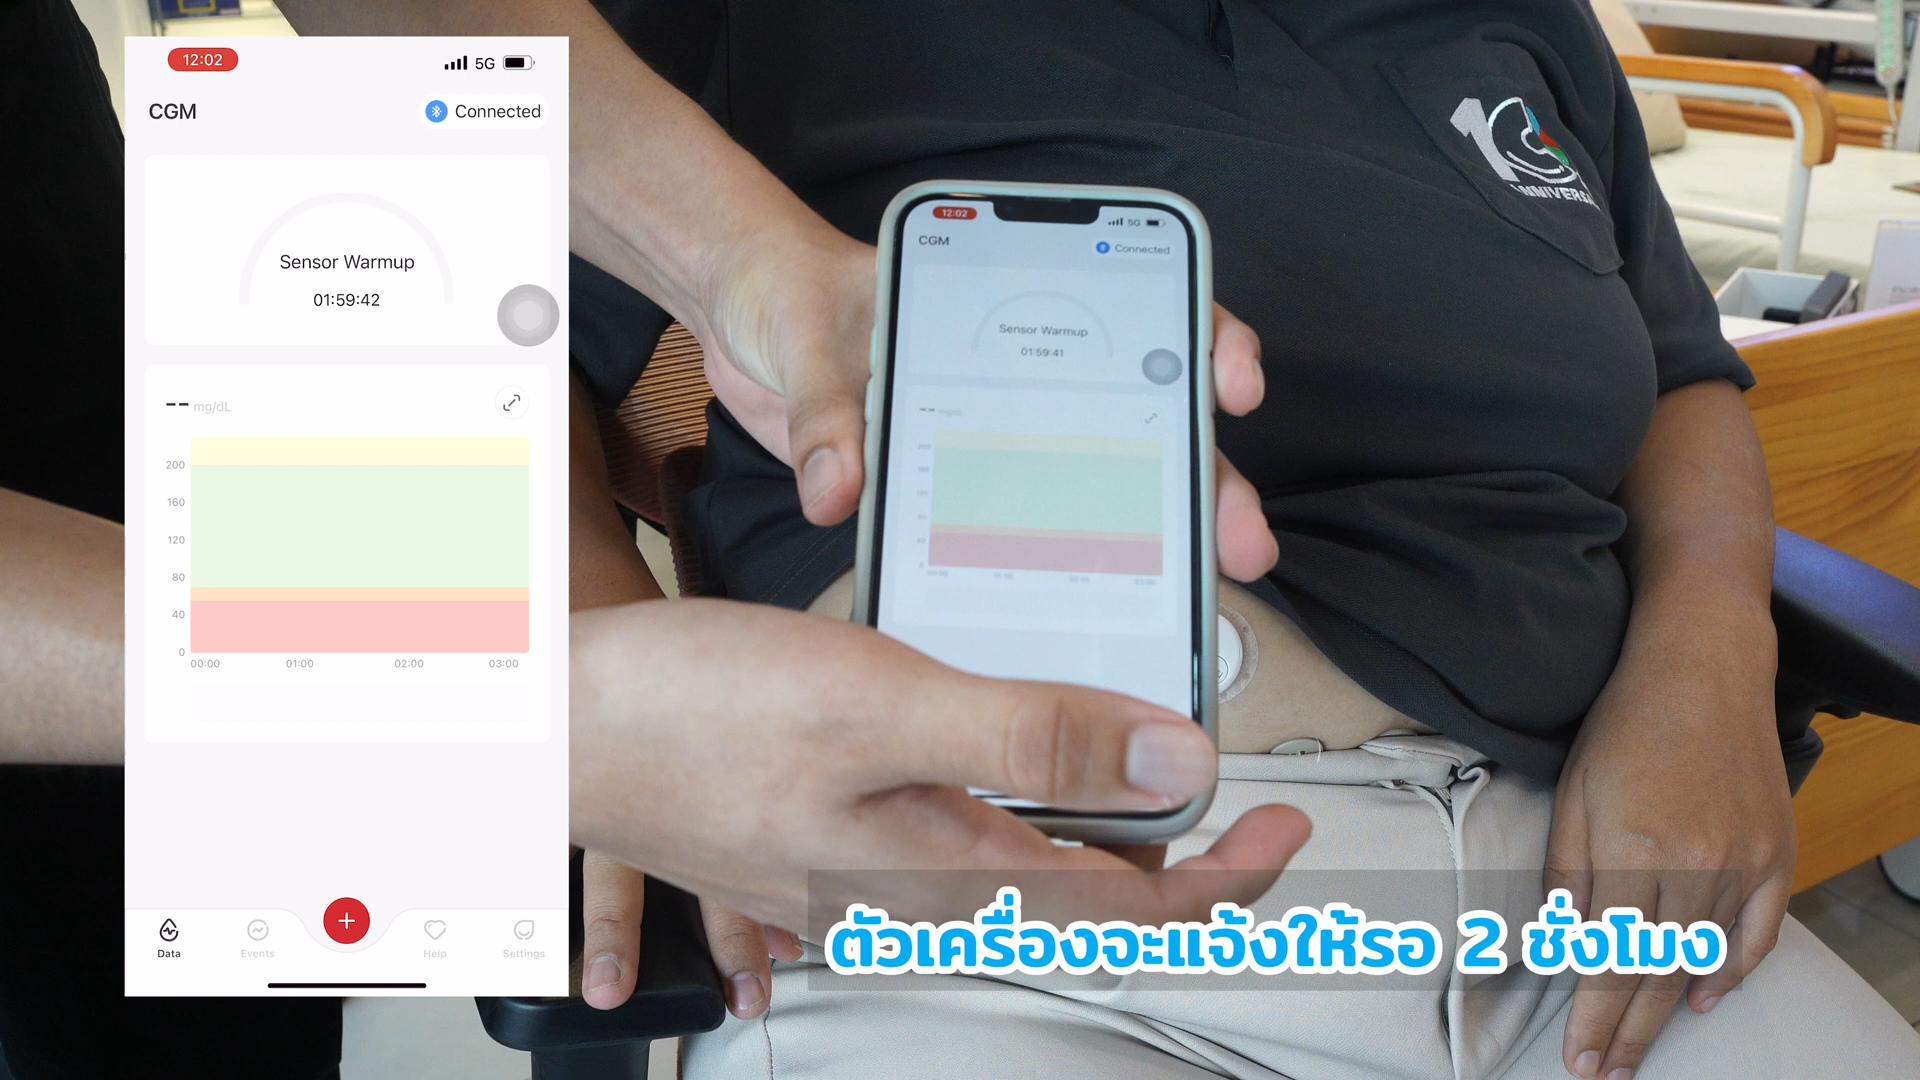 12:02
5G
CGM
Connected
Sensor Warmup
01:59:42
-- mg/dL
200
160
120
80
40
0
00:00
01:00
02:00
03:00
Data
Events
Help
Settings
12:02
5G
CGM
Connected
Sensor Warmup
01:59:41
ตัวเครื่องจะแจ้งให้รอ 2 ชั่งโมง